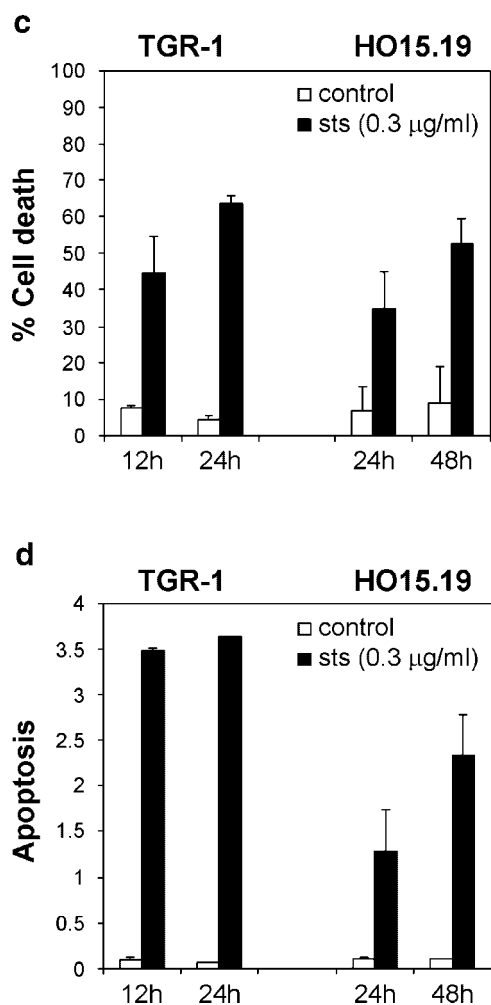 c
TGR-1 HO15.19
100
90
80
70
60
50
40
30
20
10
0
% Cell death
control
sts (0.3 μg/ml)
12h 24h 24h 48h
d
TGR-1 HO15.19
4
3.5
3
2.5
2
1.5
1
0.5
0
Apoptosis
control
sts (0.3 μg/ml)
12h 24h 24h 48h